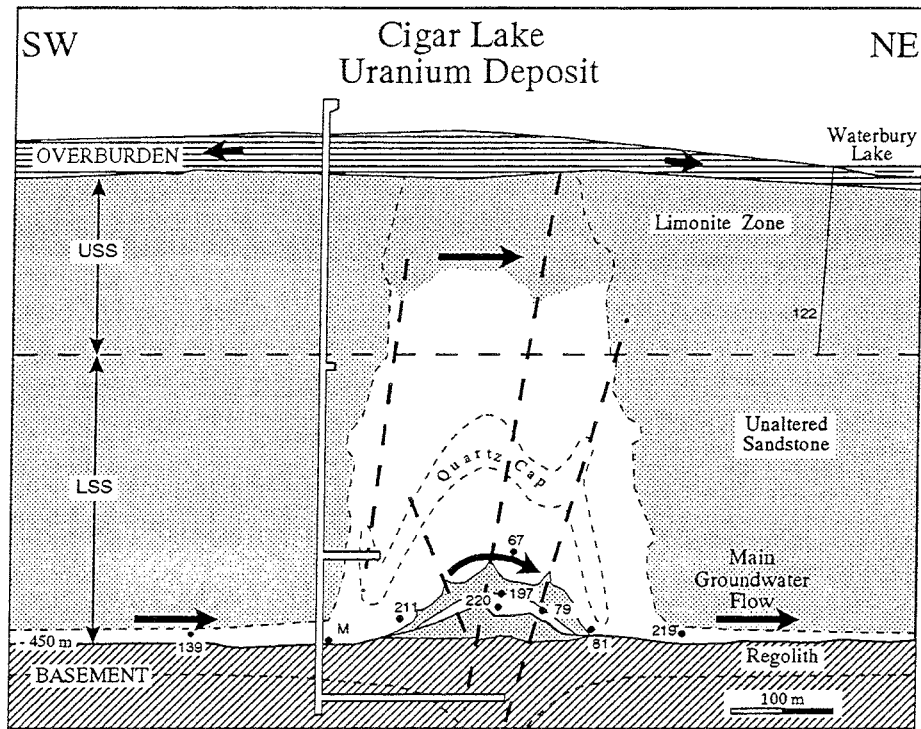 SW
Cigar Lake
Uranium Deposit
NE
OVERBURDEN
Waterbury
Lake
USS
Limonite Zone
122
LSS
Unaltered
Sandstone
Quartz Cap
67
197
220
79
211
Main
Groundwater
Flow
- 450 m
139
M
81
219
Regolith
BASEMENT
100 m